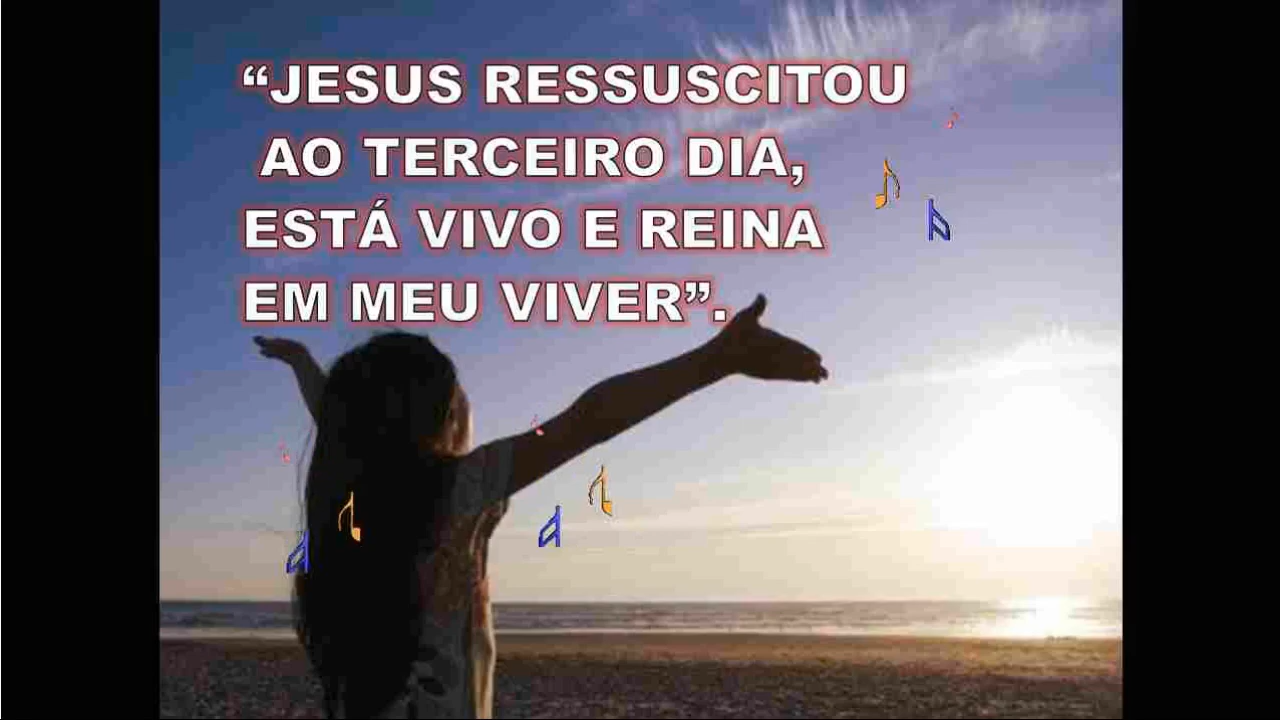 “JESUS RESSUSCITOU
AO TERCEIRO DIA,
ESTÁ VIVO E REINA
EM MEU VIVER”.